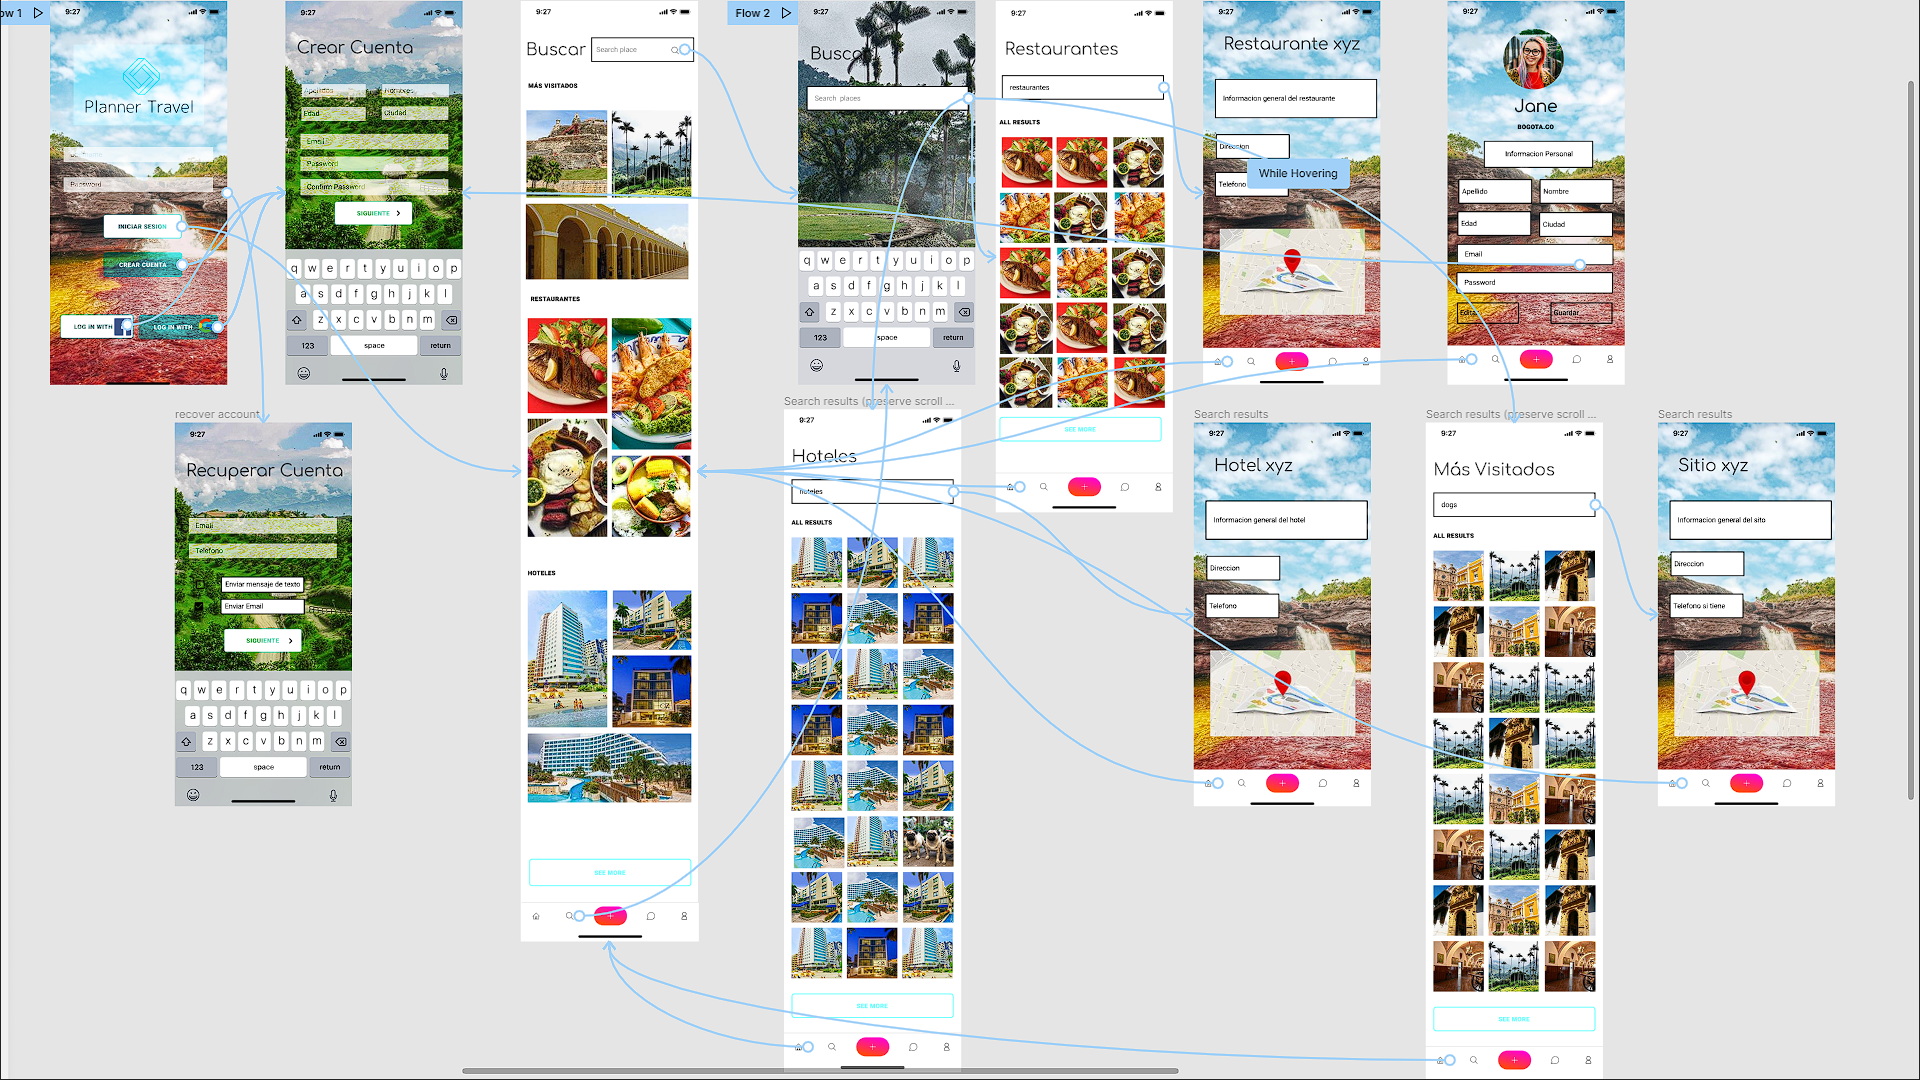 ow 1
9:27
Planner Travel
Password
INICIAR SESION
CREAR CUENTA
LOG IN WITH
LOG IN WITH
9:27
Crear Cuenta
Apellidos
Nombres
Edad
Ciudad
Email
Password
Confirm Password
SIGUIENTE
q w e r t y u i o p
a s d f g h j k l
z x c v b n m
123
space
return
recover account
9:27
Recuperar Cuenta
Email
Telefono
Enviar mensaje de texto
Enviar Email
SIGUIENTE
q w e r t y u i o p
a s d f g h j k l
z x c v b n m
123
space
return
9:27
Buscar
Search place
MÁS VISITADOS
RESTAURANTES
HOTELES
SEE MORE
Flow 2
9:27
Buscar
Search places
q w e r t y u i o p
a s d f g h j k l
z x c v b n m
123
space
return
Search results (preserve scroll ...
9:27
Hoteles
hoteles
ALL RESULTS
SEE MORE
9:27
Restaurantes
restaurantes
ALL RESULTS
SEE MORE
9:27
Restaurante xyz
Informacion general del restaurante
Direccion
Telefono
While Hovering
Search results
9:27
Hotel xyz
Informacion general del hotel
Direccion
Telefono
9:27
Jane
BOGOTA.CO
Informacion Personal
Apellido
Nombre
Edad
Ciudad
Email
Password
Editar
Guardar
Search results (preserve scroll ...
9:27
Más Visitados
dogs
ALL RESULTS
SEE MORE
Search results
9:27
Sitio xyz
Informacion general del sito
Direccion
Telefono si tiene